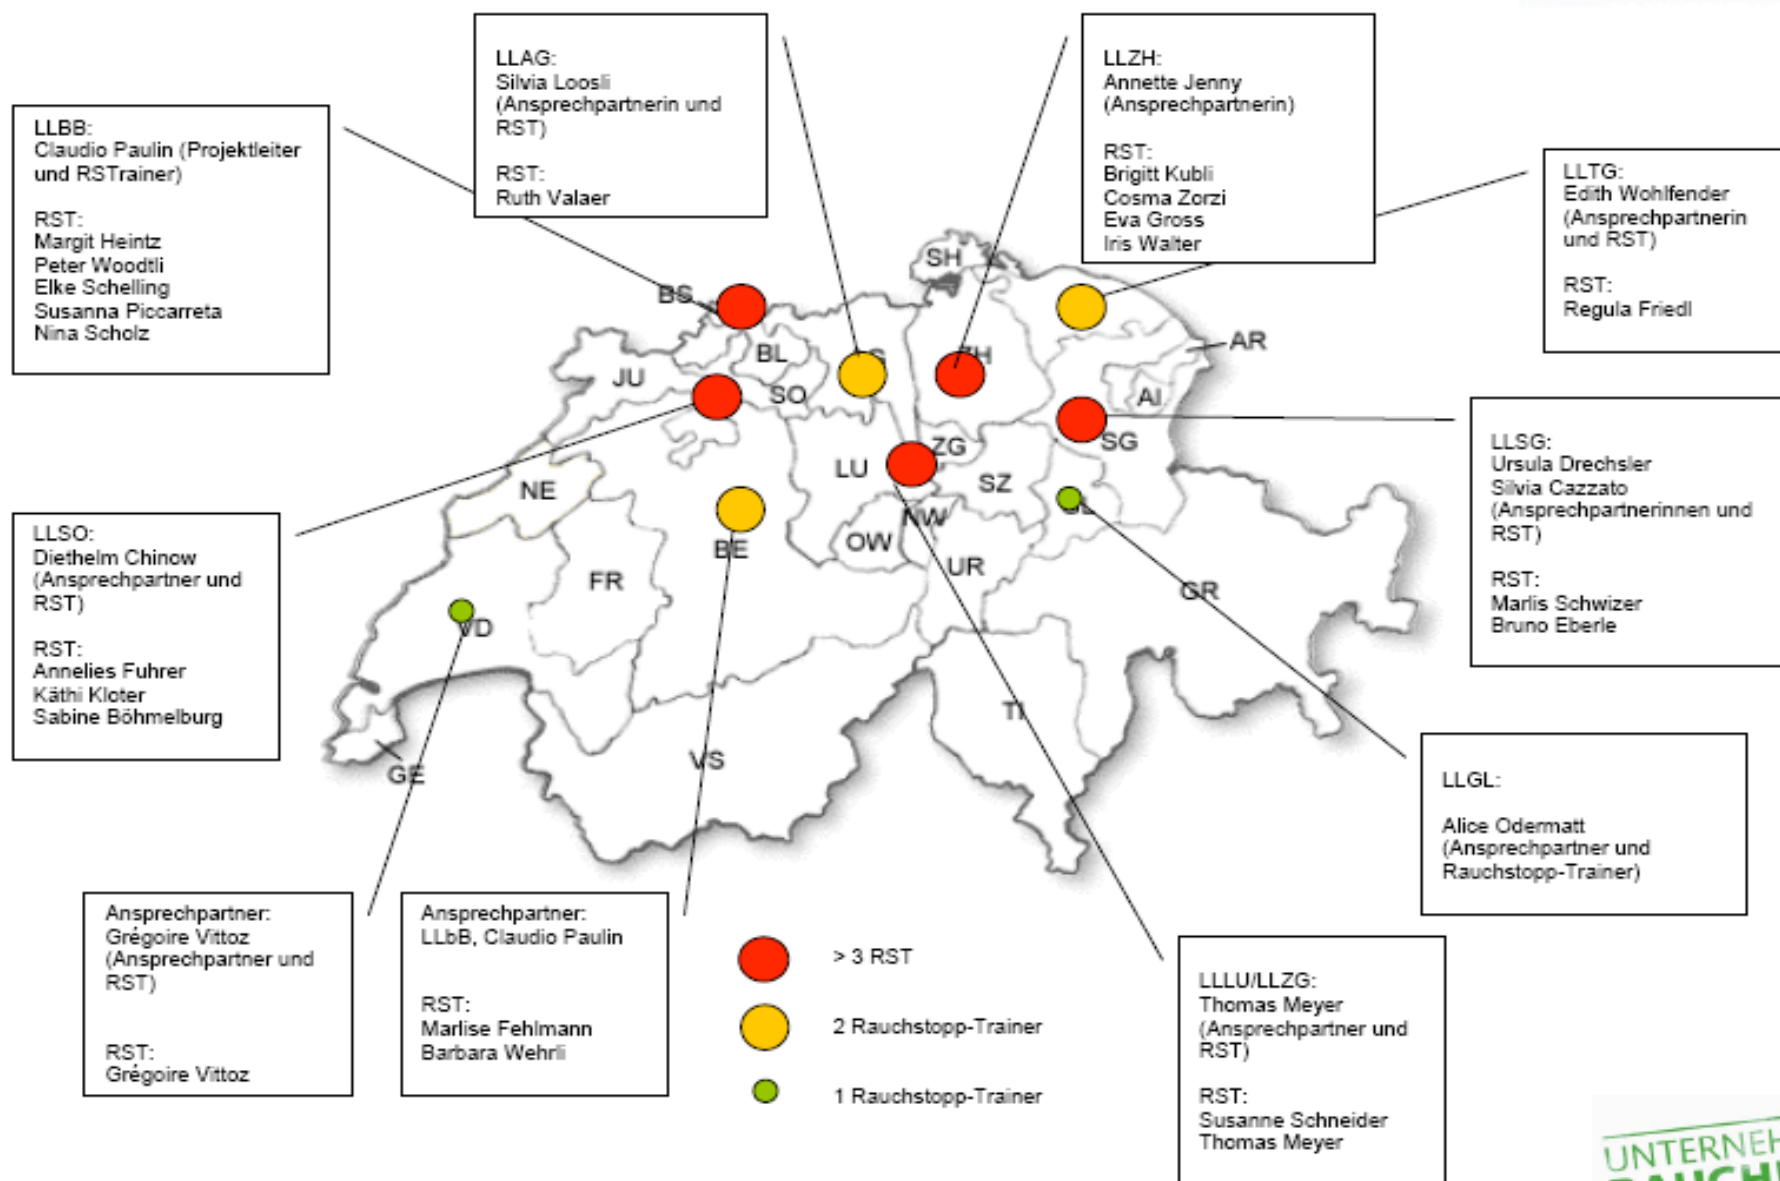 LLAG:
Silvia Loosli
(Ansprechpartnerin und
RST)
RST:
Ruth Valaer
LLZH:
Annette Jenny
(Ansprechpartnerin)
RST:
Brigitt Kubli
Cosma Zorzi
Eva Gross
Iris Walter
LLBB:
Claudio Paulin (Projektleiter
und RSTrainer)
RST:
Margit Heintz
Peter Woodtli
Elke Schelling
Susanna Piccarreta
Nina Scholz
LLTG:
Edith Wohlfender
(Ansprechpartnerin
und RST)
RST:
Regula Friedl
SH
BS
AR
BL
ZH
JU
SO
AI
SG
ZG
LU
SZ
NE
NW
BE
OW
UR
FR
GR
VD
TI
VS
GE
LLSG:
Ursula Drechsler
Silvia Cazzato
(Ansprechpartnerinnen und
RST)
RST:
Marlis Schwizer
Bruno Eberle
LLSO:
Diethelm Chinow
(Ansprechpartner und
RST)
RST:
Annelies Fuhrer
Käthi Kloter
Sabine Böhmelburg
LLGL:
Alice Odermatt
(Ansprechpartner und
Rauchstopp-Trainer)
Ansprechpartner:
Grégoire Vittoz
(Ansprechpartner und
RST)
RST:
Grégoire Vittoz
Ansprechpartner:
LLbB, Claudio Paulin
RST:
Marlise Fehlmann
Barbara Wehrli
> 3 RST
2 Rauchstopp-Trainer
1 Rauchstopp-Trainer
LLLU/LLZG:
Thomas Meyer
(Ansprechpartner und
RST)
RST:
Susanne Schneider
Thomas Meyer
UNTERNEH